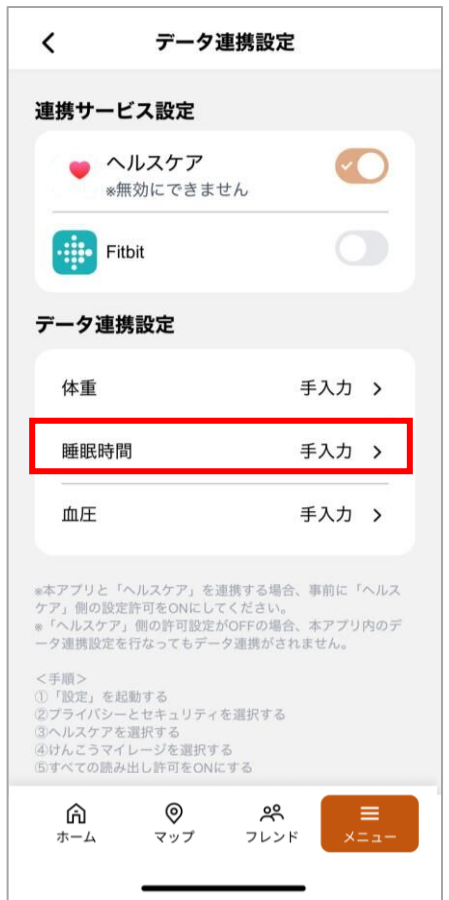 データ連携設定
連携サービス設定
ヘルスケア
※無効にできません
Fitbit
データ連携設定
体重 手入力
睡眠時間 手入力
血圧 手入力
※本アプリと「ヘルスケア」を連携する場合、事前に「ヘルス
ケア」側の設定許可をONにしてください。
※「ヘルスケア」側の許可設定がOFFの場合、本アプリ内のデ
ータ連携設定を行なってもデータ連携がされません。
<手順>
①「設定」を起動する
②プライバシーとセキュリティを選択する
③ヘルスケアを選択する
④けんこうマイレージを選択する
⑤すべての読み出し許可をONにする
ホーム マップ フレンド メニュー